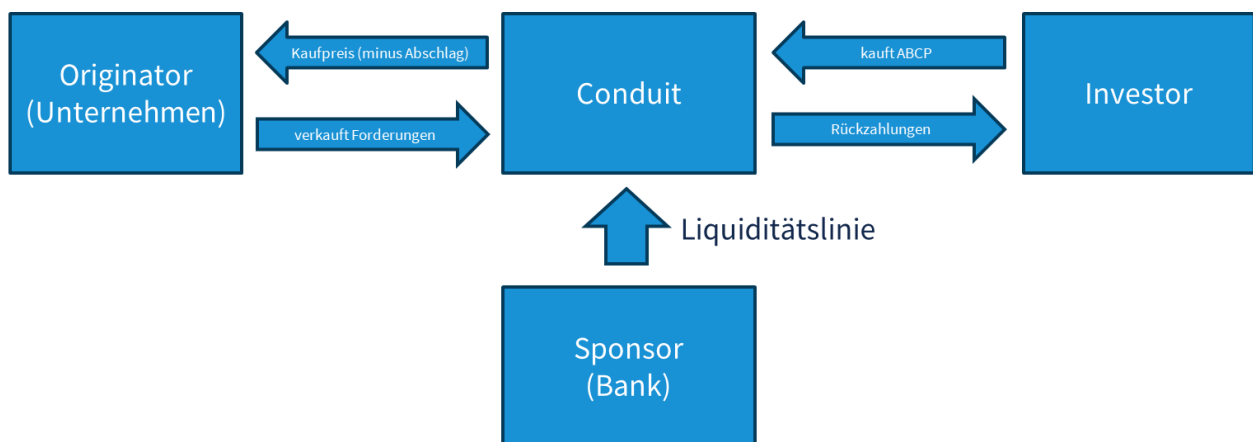 Originator
(Unternehmen)
Kaufpreis (minus Abschlag)
verkauft Forderungen
Conduit
kauft ABCP
Rückzahlungen
Investor
Liquiditätslinie
Sponsor
(Bank)